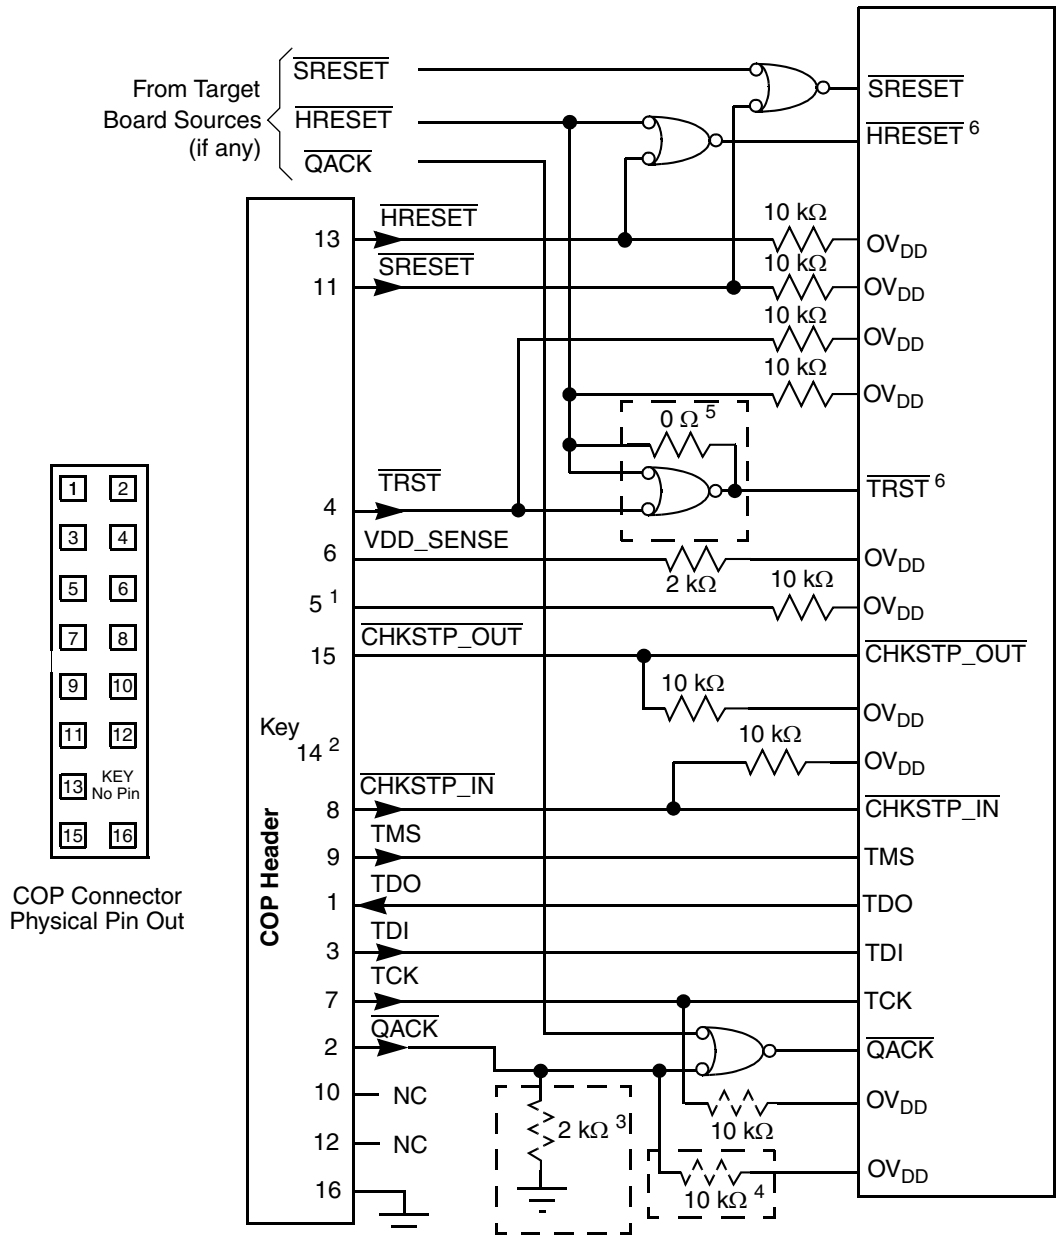 From Target
Board Sources
(if any)
SRESET
HRESET
QACK
SRESET
HRESET 6
13
HRESET
10 kΩ
OVDD
11
SRESET
10 kΩ
OVDD
10 kΩ
OVDD
10 kΩ
OVDD
0 Ω 5
4
TRST
TRST 6
6
VDD_SENSE
2 kΩ
OVDD
5 1
10 kΩ
OVDD
15
CHKSTP_OUT
CHKSTP_OUT
10 kΩ
OVDD
Key
14 2
10 kΩ
OVDD
8
CHKSTP_IN
CHKSTP_IN
9
TMS
TMS
1
TDO
TDO
3
TDI
TDI
7
TCK
TCK
2
QACK
QACK
10
NC
2 kΩ 3
10 kΩ
OVDD
12
NC
10 kΩ 4
OVDD
16
COP Header
1 2
3 4
5 6
7 8
9 10
11 12
13 KEY
No Pin
15 16
COP Connector
Physical Pin Out